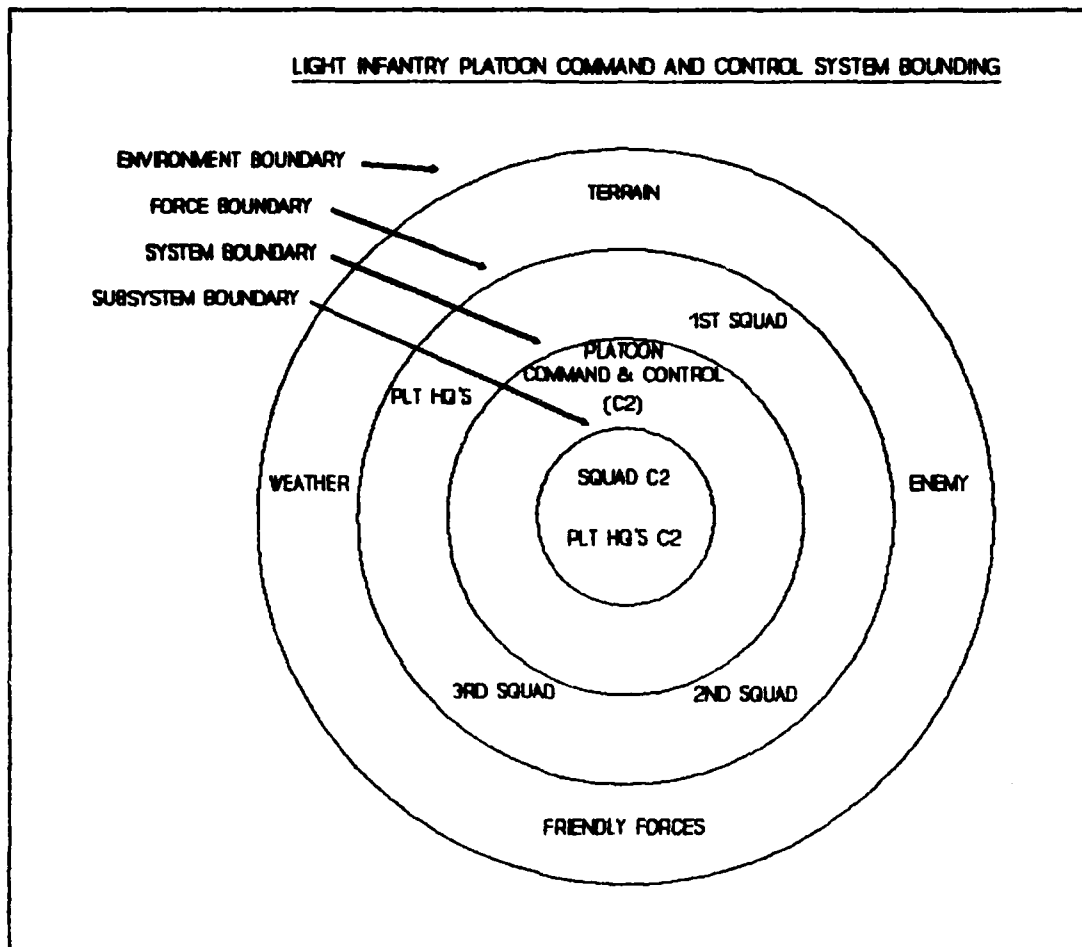 LIGHT INFANTRY PLATOON COMMAND AND CONTROL SYSTEM BOUNDING
ENVIRONMENT BOUNDARY
TERRAIN
FORCE BOUNDARY
SYSTEM BOUNDARY
SUBSYSTEM BOUNDARY
1ST SQUAD
PLATOON
COMMAND & CONTROL
(C2)
PLT HQ'S
WEATHER
SQUAD C2
ENEMY
PLT HQ'S C2
3RD SQUAD
2ND SQUAD
FRIENDLY FORCES